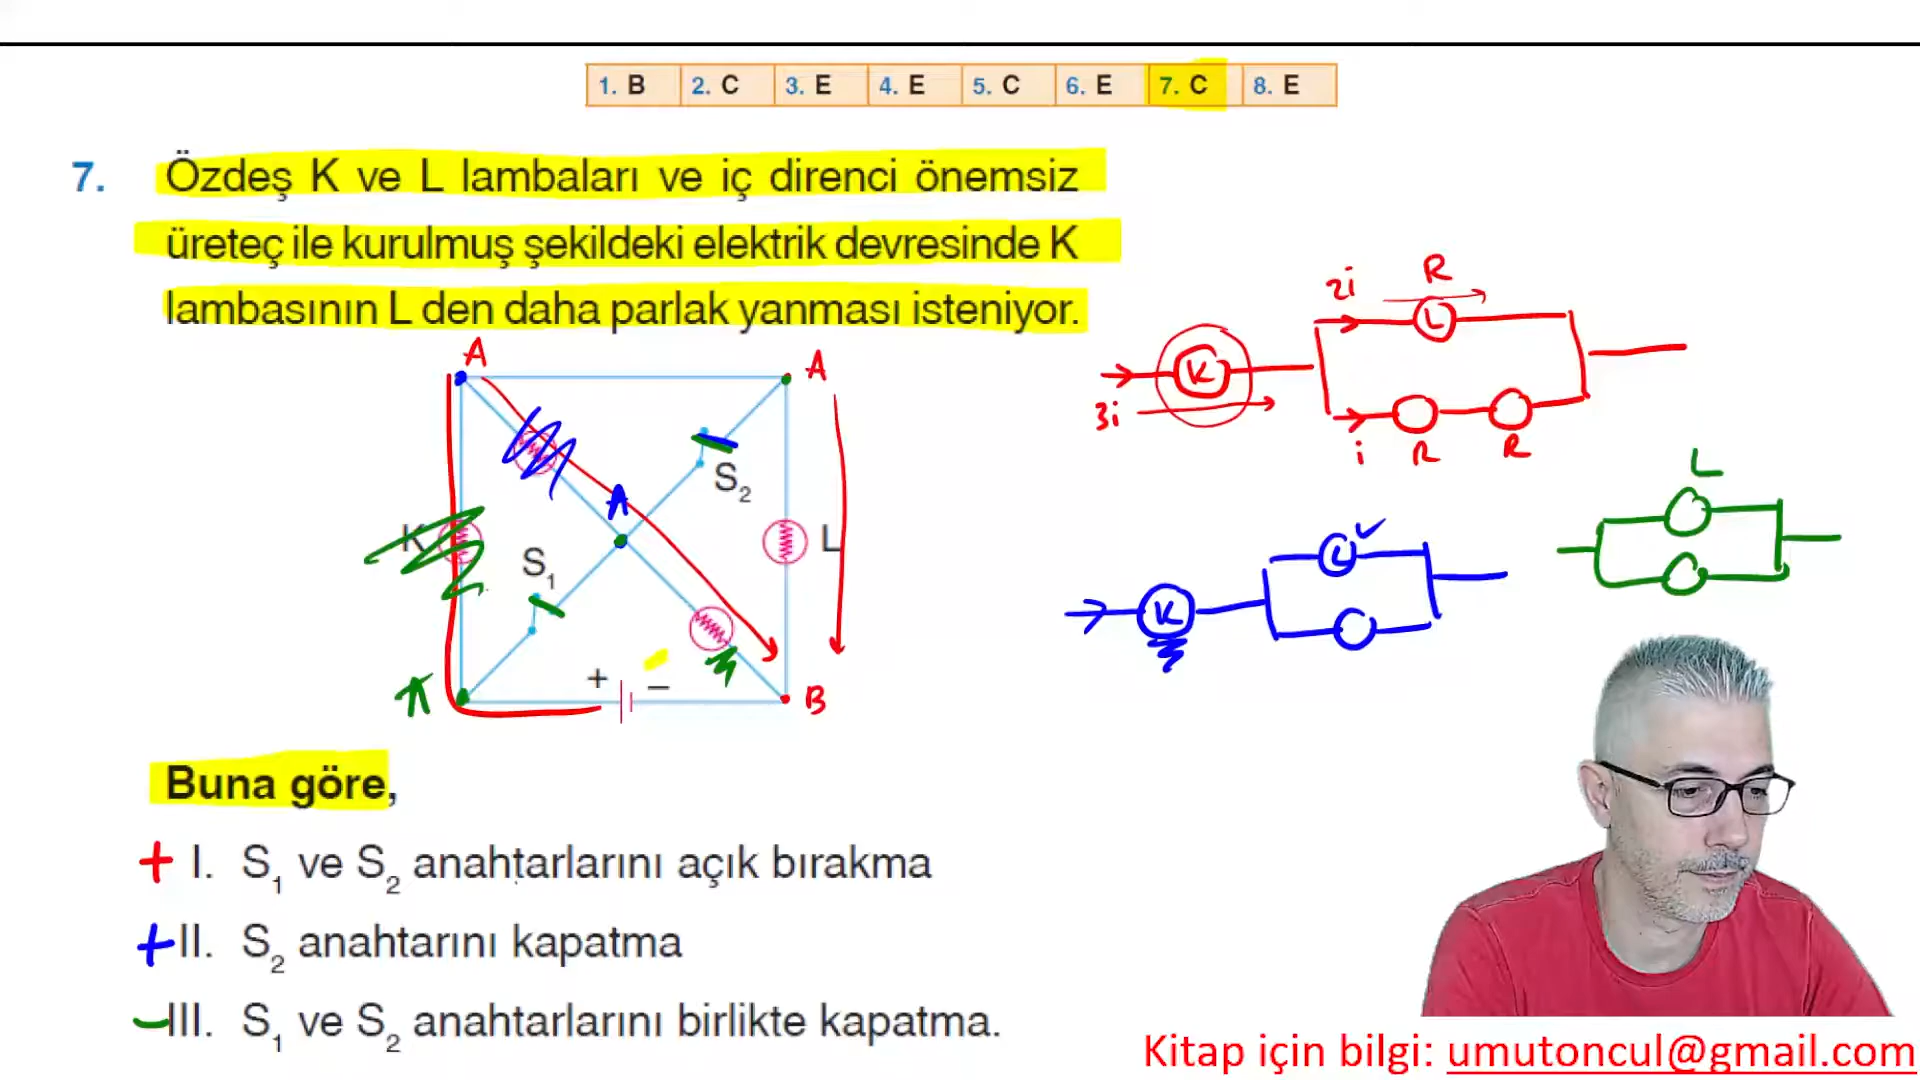 1. B 2. C 3. E 4. E 5. C 6. E 7. C 8. E
7. Özdeş K ve L lambaları ve iç direnci önemsiz
üreteç ile kurulmuş şekildeki elektrik devresinde K
lambasının L den daha parlak yanması isteniyor.
A A
K S1 A S2 L
+ − B
2i R
L
K
3i
i R R
L
K L
Buna göre,
+ I. S1 ve S2 anahtarlarını açık bırakma
+ II. S2 anahtarını kapatma
− III. S1 ve S2 anahtarlarını birlikte kapatma.
Kitap için bilgi: umutoncul@gmail.com